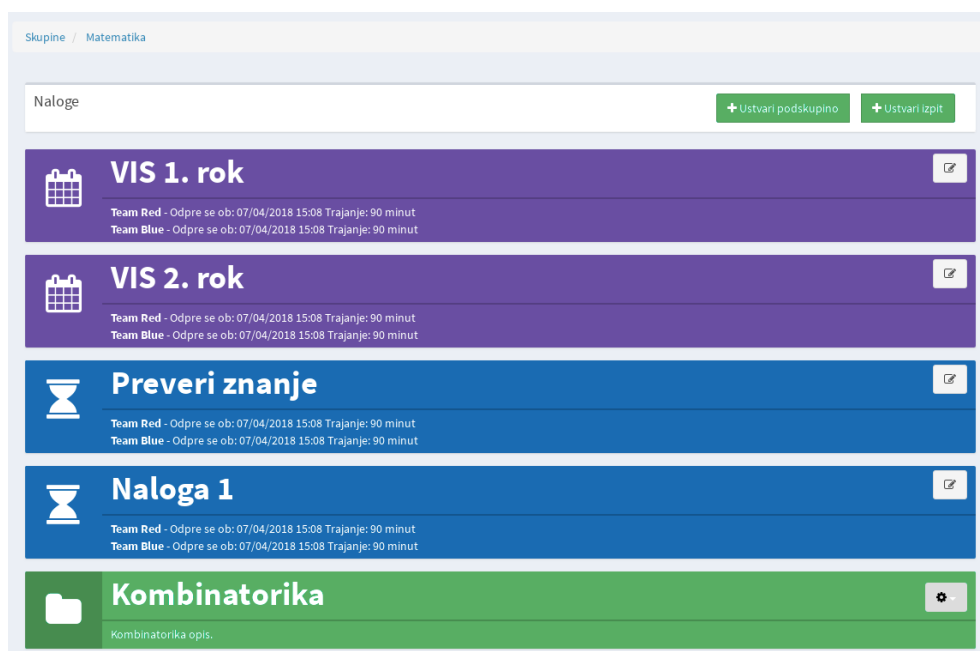 Skupine / Matematika
Naloge
Ustvari podskupino
Ustvari izpit
VIS 1. rok
Team Red - Odpre se ob: 07/04/2018 15:08 Trajanje: 90 minut
Team Blue - Odpre se ob: 07/04/2018 15:08 Trajanje: 90 minut
VIS 2. rok
Team Red - Odpre se ob: 07/04/2018 15:08 Trajanje: 90 minut
Team Blue - Odpre se ob: 07/04/2018 15:08 Trajanje: 90 minut
Preveri znanje
Team Red - Odpre se ob: 07/04/2018 15:08 Trajanje: 90 minut
Team Blue - Odpre se ob: 07/04/2018 15:08 Trajanje: 90 minut
Naloga 1
Team Red - Odpre se ob: 07/04/2018 15:08 Trajanje: 90 minut
Team Blue - Odpre se ob: 07/04/2018 15:08 Trajanje: 90 minut
Kombinatorika
Kombinatorika opis.